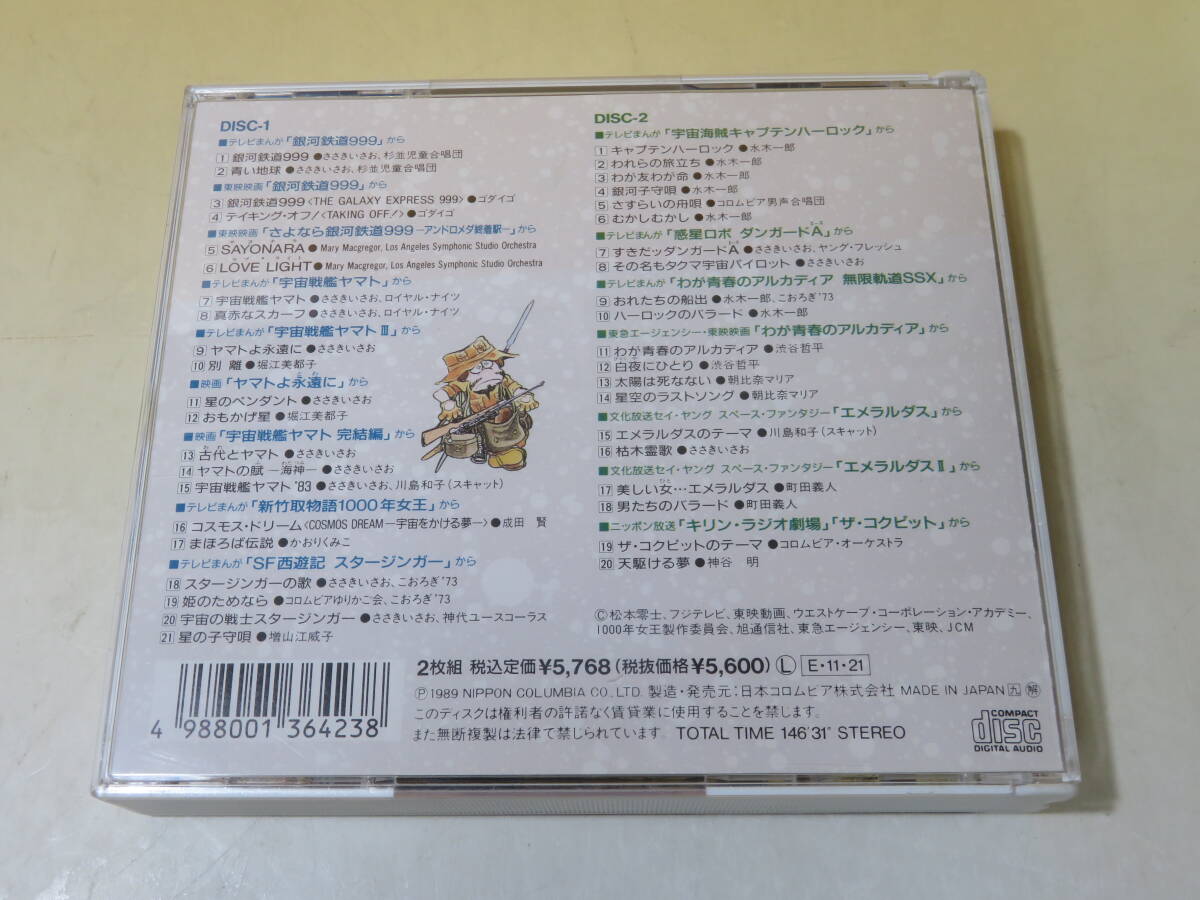 DISC-1
■テレビまんが「銀河鉄道999」から
1 銀河鉄道999 ●ささきいさお、杉並児童合唱団
2 青い地球 ●ささきいさお、杉並児童合唱団
■東映映画「銀河鉄道999」から
3 銀河鉄道999〈THE GALAXY EXPRESS 999〉●ゴダイゴ
4 テイキング・オフ!〈TAKING OFF!〉●ゴダイゴ
■東映映画「さよなら銀河鉄道999 ―アンドロメダ終着駅―」から
5 SAYONARA ● Mary Macgregor, Los Angeles Symphonic Studio Orchestra
6 LOVE LIGHT ● Mary Macgregor, Los Angeles Symphonic Studio Orchestra
■テレビまんが「宇宙戦艦ヤマト」から
7 宇宙戦艦ヤマト ●ささきいさお、ロイヤル・ナイツ
8 真赤なスカーフ ●ささきいさお、ロイヤル・ナイツ
■テレビまんが「宇宙戦艦ヤマトIII」から
9 ヤマトよ永遠に ●ささきいさお
10 別離 ●堀江美都子
■映画「ヤマトよ永遠に」から
11 星のペンダント ●ささきいさお
12 おもかげ星 ●堀江美都子
■映画「宇宙戦艦ヤマト 完結編」から
13 古代とヤマト ●ささきいさお
14 ヤマトの賦 ―海神― ●ささきいさお
15 宇宙戦艦ヤマト'83 ●ささきいさお、川島和子(スキャット)
■テレビまんが「新竹取物語1000年女王」から
16 コスモス・ドリーム〈COSMOS DREAM―宇宙をかける夢―〉●成田 賢
17 まほろば伝説 ●かおりくみこ
■テレビまんが「SF西遊記 スタージンガー」から
18 スタージンガーの歌 ●ささきいさお、こおろぎ'73
19 姫のためなら ●コロムビアゆりかご会、こおろぎ'73
20 宇宙の戦士スタージンガー ●ささきいさお、神代ユースコーラス
21 星の子守唄 ●増山江威子
DISC-2
■テレビまんが「宇宙海賊キャプテンハーロック」から
1 キャプテンハーロック ●水木一郎
2 われらの旅立ち ●水木一郎
3 わが友わが命 ●水木一郎
4 銀河子守唄 ●水木一郎
5 さすらいの舟唄 ●コロムビア男声合唱団
6 むかしむかし ●水木一郎
■テレビまんが「惑星ロボ ダンガードA」から
7 すきだッダンガードA ●ささきいさお、ヤング・フレッシュ
8 その名もタクマ宇宙パイロット ●ささきいさお
■テレビまんが「わが青春のアルカディア 無限軌道SSX」から
9 おれたちの船出 ●水木一郎、こおろぎ'73
10 ハーロックのバラード ●水木一郎
■東急エージェンシー・東映映画「わが青春のアルカディア」から
11 わが青春のアルカディア ●渋谷哲平
12 白夜にひとり ●渋谷哲平
13 太陽は死なない ●朝比奈マリア
14 星空のラストソング ●朝比奈マリア
■文化放送セイ・ヤング スペース・ファンタジー「エメラルダス」から
15 エメラルダスのテーマ ●川島和子(スキャット)
16 枯木霊歌 ●ささきいさお
■文化放送セイ・ヤング スペース・ファンタジー「エメラルダスII」から
17 美しい女…エメラルダス ●町田義人
18 男たちのバラード ●町田義人
■ニッポン放送「キリン・ラジオ劇場」「ザ・コクピット」から
19 ザ・コクピットのテーマ ●コロムビア・オーケストラ
20 天駆ける夢 ●神谷 明
©松本零士、フジテレビ、東映動画、ウエストケープ・コーポレーション・アカデミー、
1000年女王製作委員会、旭通信社、東急エージェンシー、東映、JCM
4 988001 364238
2枚組 税込定価¥5,768(税抜価格¥5,600) Ⓛ E・11・21
Ⓟ1989 NIPPON COLUMBIA CO., LTD. 製造・発売元:日本コロムビア株式会社 MADE IN JAPAN 九 解
このディスクは権利者の許諾なく賃貸業に使用することを禁じます。
また無断複製は法律で禁じられています。 TOTAL TIME 146'31" STEREO
COMPACT
disc
DIGITAL AUDIO